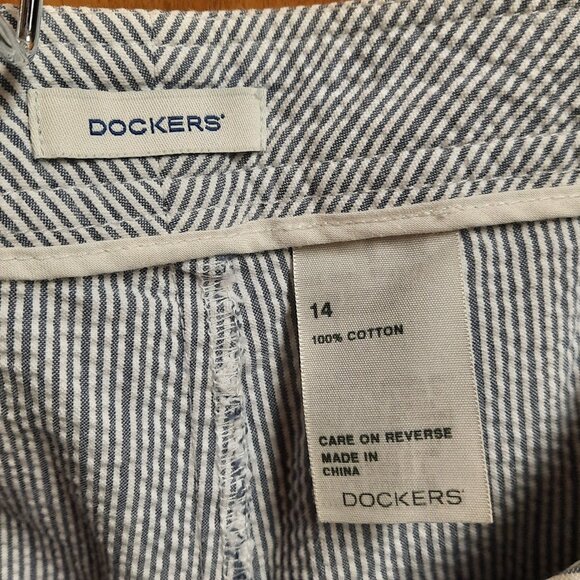 DOCKERS®
14
100% COTTON
CARE ON REVERSE
MADE IN
CHINA
DOCKERS®